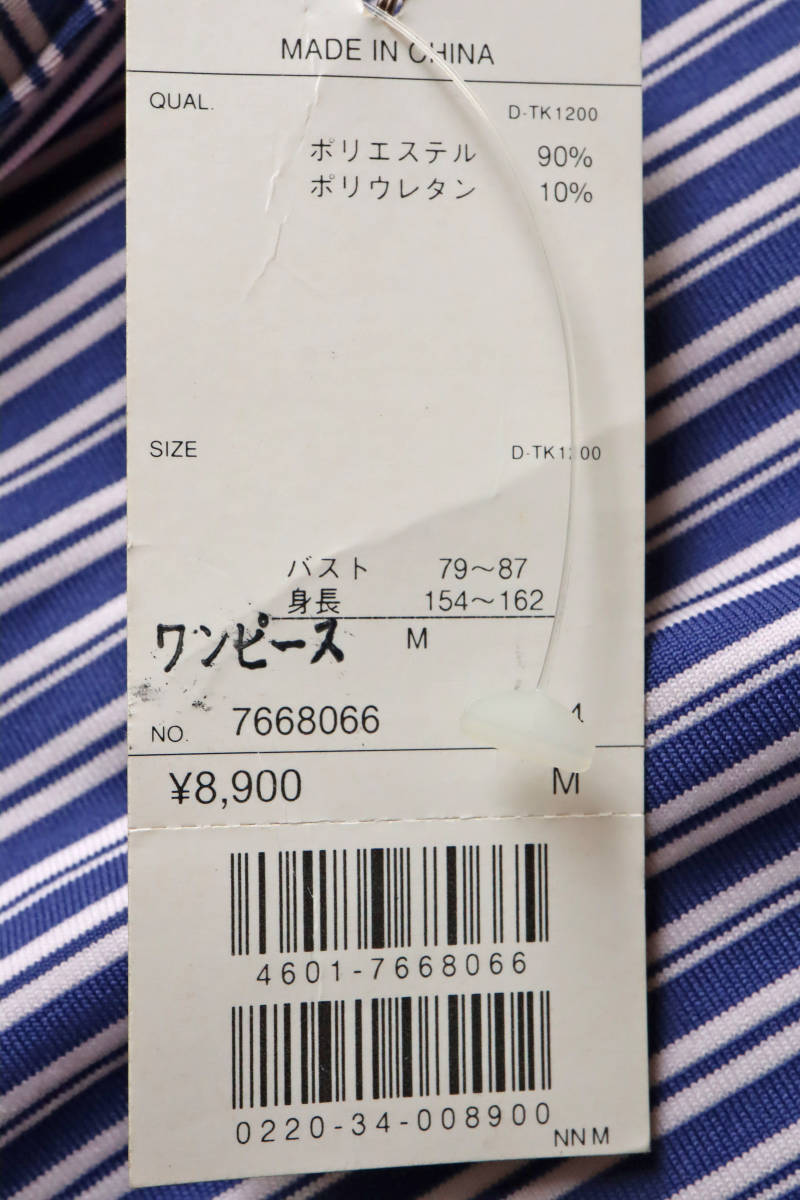 MADE IN CHINA
QUAL. D-TK1200
ポリエステル 90%
ポリウレタン 10%
SIZE D-TK1200
バスト 79～87
身長 154～162
ワンピース M
NO. 7668066
¥8,900 M
4601-7668066
0220-34-008900
NNM